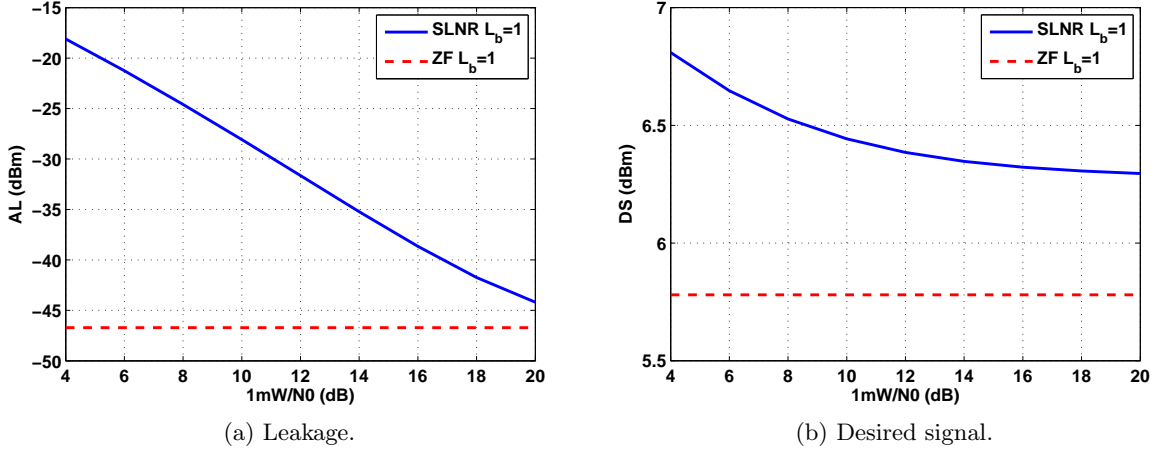 SLNR L_b=1
ZF L_b=1
−15
−20
−25
−30
−35
−40
−45
−50
AL (dBm)
4 6 8 10 12 14 16 18 20
1mW/N0 (dB)
(a) Leakage.
SLNR L_b=1
ZF L_b=1
7
6.5
6
5.5
DS (dBm)
4 6 8 10 12 14 16 18 20
1mW/N0 (dB)
(b) Desired signal.